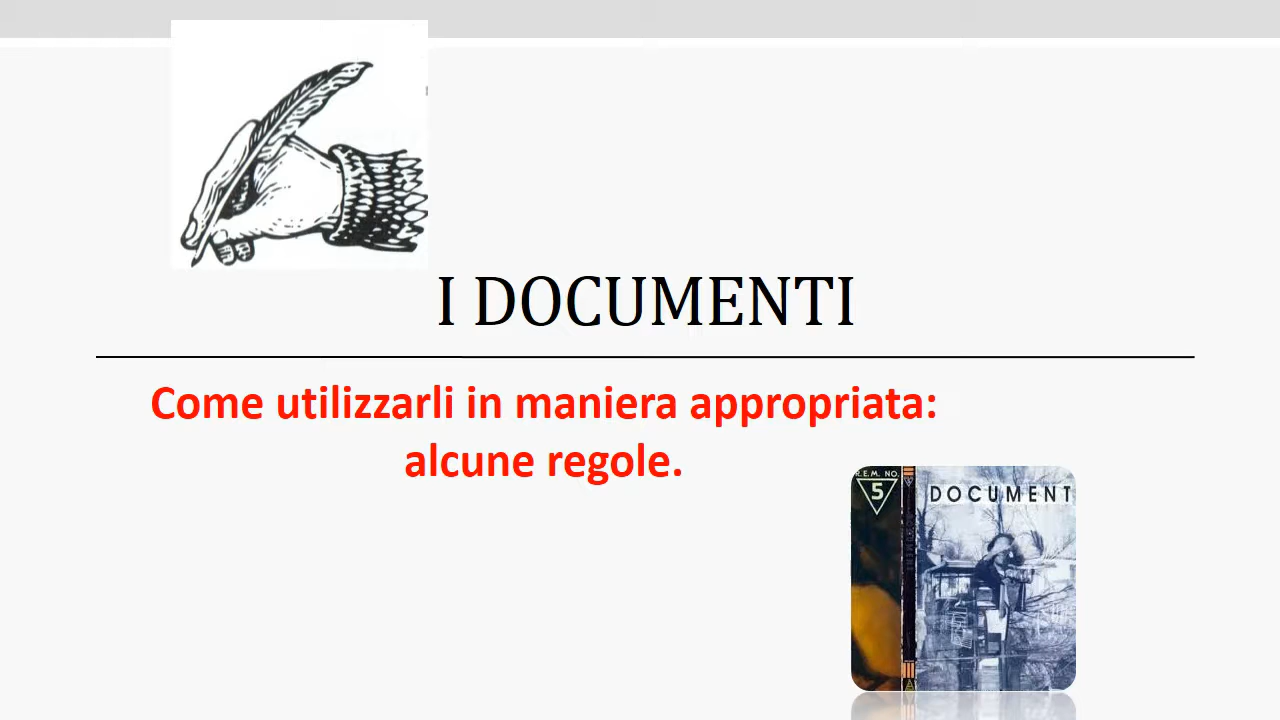 I DOCUMENTI
Come utilizzarli in maniera appropriata:
alcune regole.
R.E.M. NO.
5
DOCUMENT